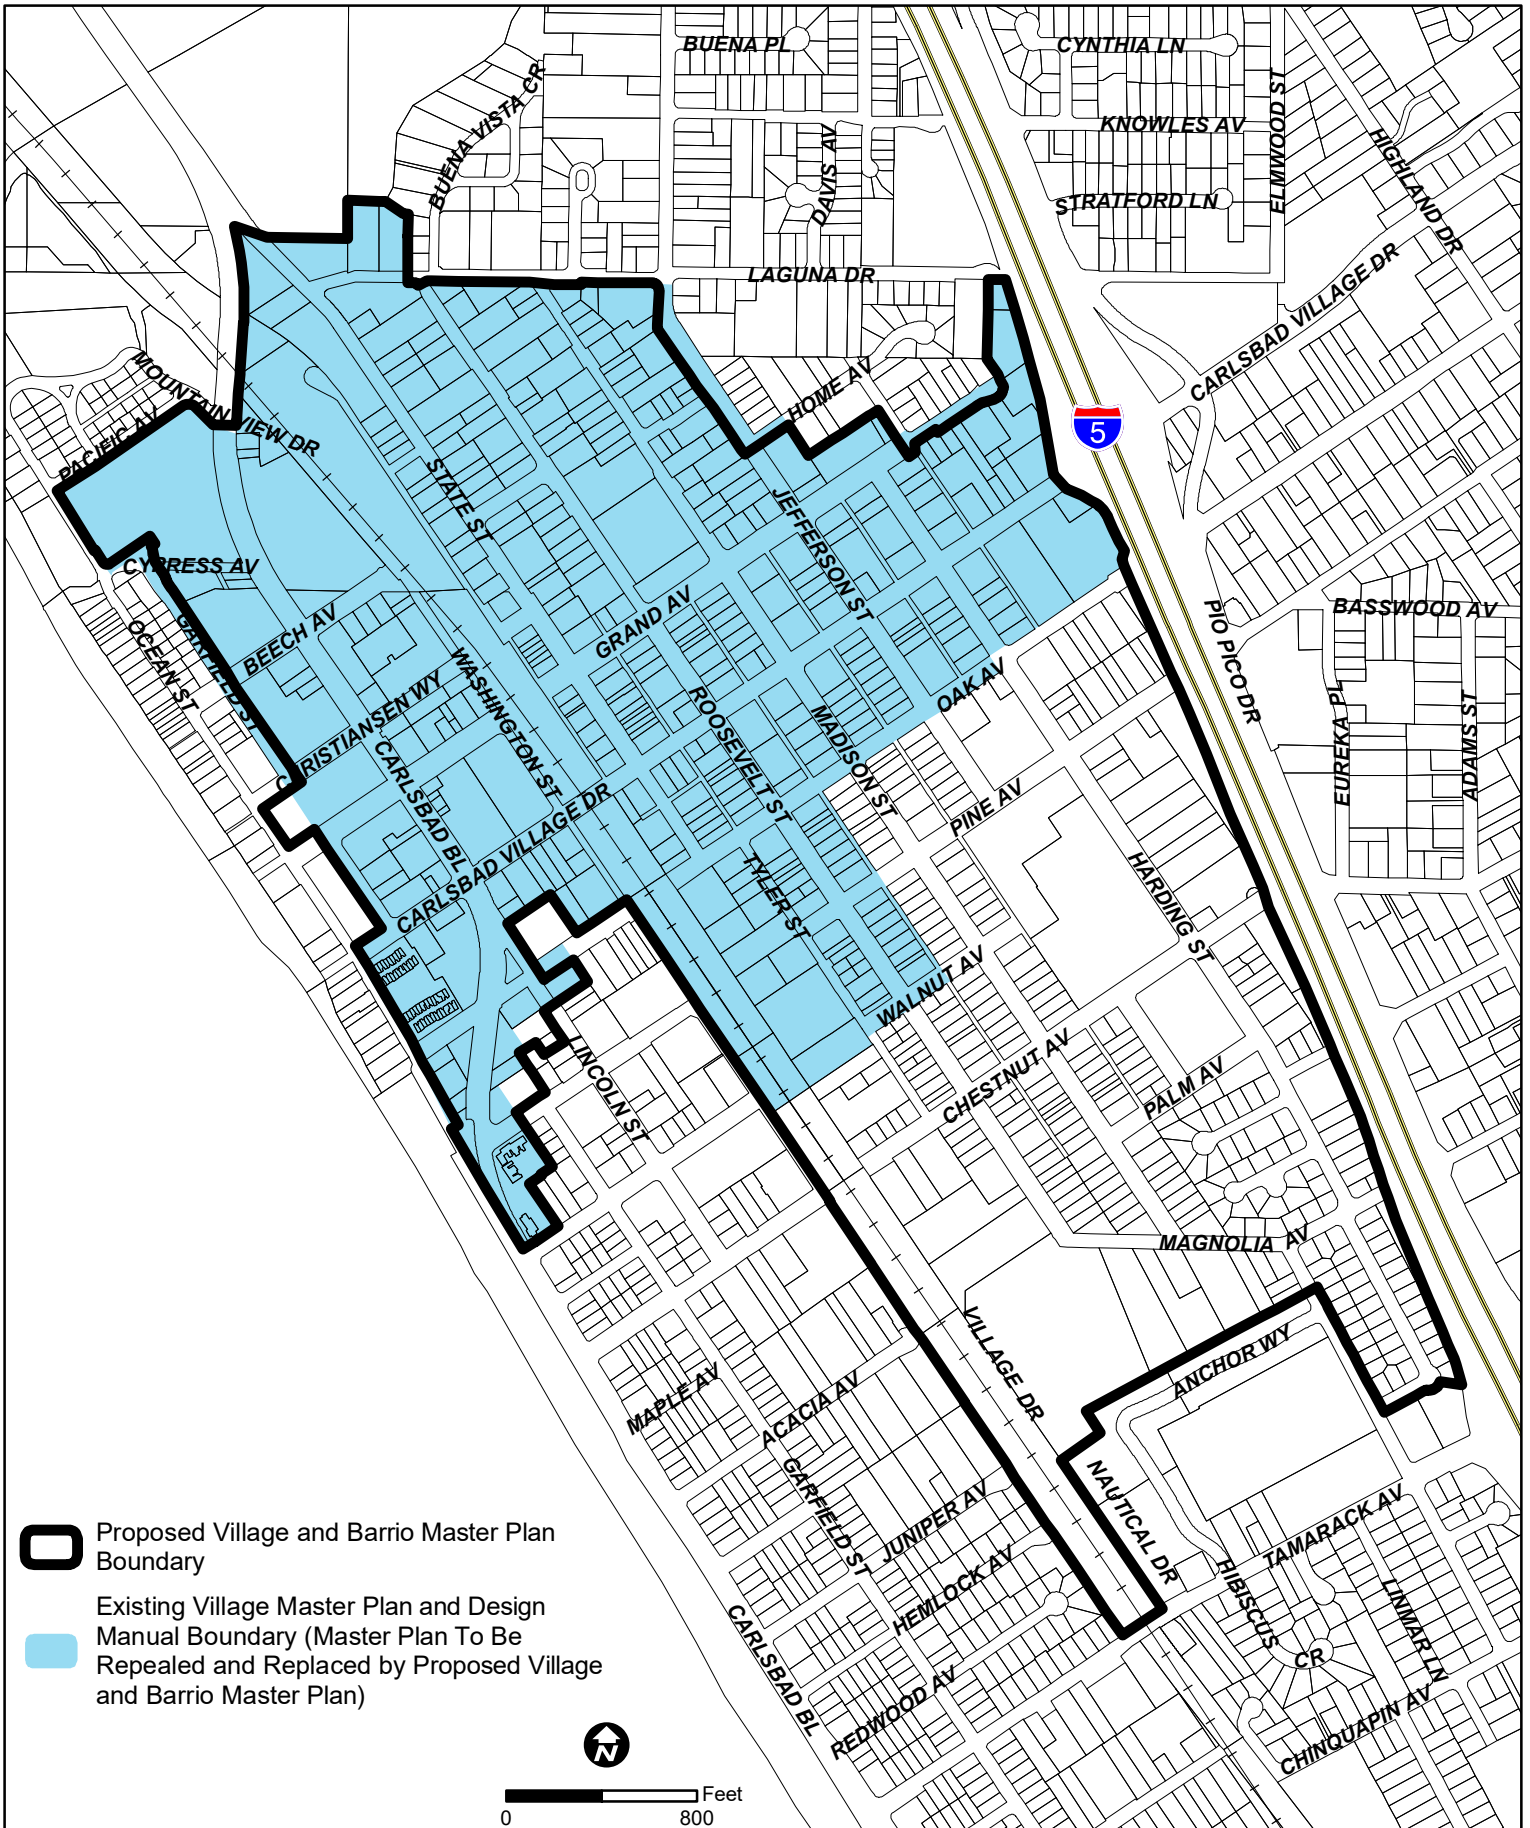 BUENA PL
CYNTHIA LN
BUENA VISTA CR
ELMWOOD ST
KNOWLES AV
HIGHLAND DR
DAVIS AV
STRATFORD LN
LAGUNA DR
CARLSBAD VILLAGE DR
MOUNTAIN VIEW DR
HOME AV
PACIFIC AV
5
STATE ST
JEFFERSON ST
CYPRESS AV
GRAND AV
BASSWOOD AV
PIO PICO DR
OCEAN ST
GARFIELD ST
BEECH AV
WASHINGTON ST
OAK AV
CHRISTIANSEN WY
ROOSEVELT ST
MADISON ST
EUREKA PL
ADAMS ST
CARLSBAD BL
CARLSBAD VILLAGE DR
PINE AV
TYLER ST
HARDING ST
WALNUT AV
LINCOLN ST
CHESTNUT AV
PALM AV
MAGNOLIA AV
VILLAGE DR
ANCHOR WY
MAPLE AV
ACACIA AV
NAUTICAL DR
GARFIELD ST
JUNIPER AV
TAMARACK AV
HEMLOCK AV
HIBISCUS CR
LINMAR LN
CARLSBAD BL
REDWOOD AV
CHINQUAPIN AV
Proposed Village and Barrio Master Plan
Boundary
Existing Village Master Plan and Design
Manual Boundary (Master Plan To Be
Repealed and Replaced by Proposed Village
and Barrio Master Plan)
N
Feet
0 800